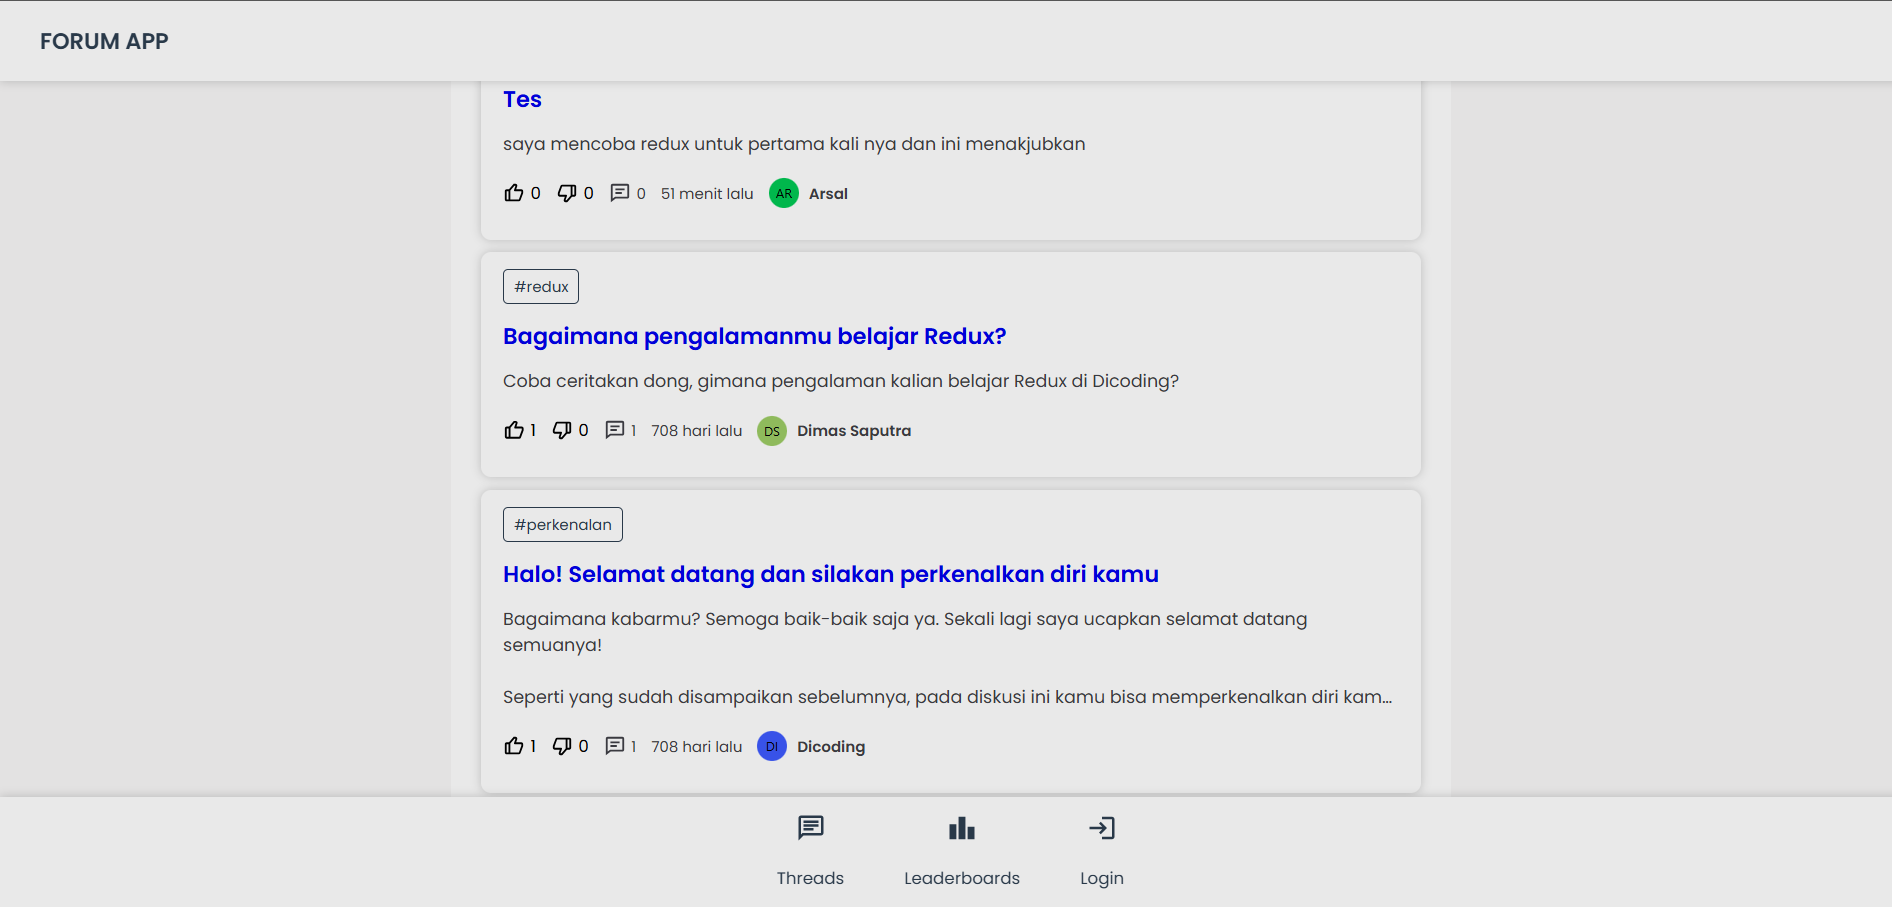 FORUM APP
Tes
saya mencoba redux untuk pertama kali nya dan ini menakjubkan
0 0 0 51 menit lalu AR Arsal
#redux
Bagaimana pengalamanmu belajar Redux?
Coba ceritakan dong, gimana pengalaman kalian belajar Redux di Dicoding?
1 0 1 708 hari lalu DS Dimas Saputra
#perkenalan
Halo! Selamat datang dan silakan perkenalkan diri kamu
Bagaimana kabarmu? Semoga baik-baik saja ya. Sekali lagi saya ucapkan selamat datang
semuanya!
Seperti yang sudah disampaikan sebelumnya, pada diskusi ini kamu bisa memperkenalkan diri kam...
1 0 1 708 hari lalu DI Dicoding
Threads Leaderboards Login